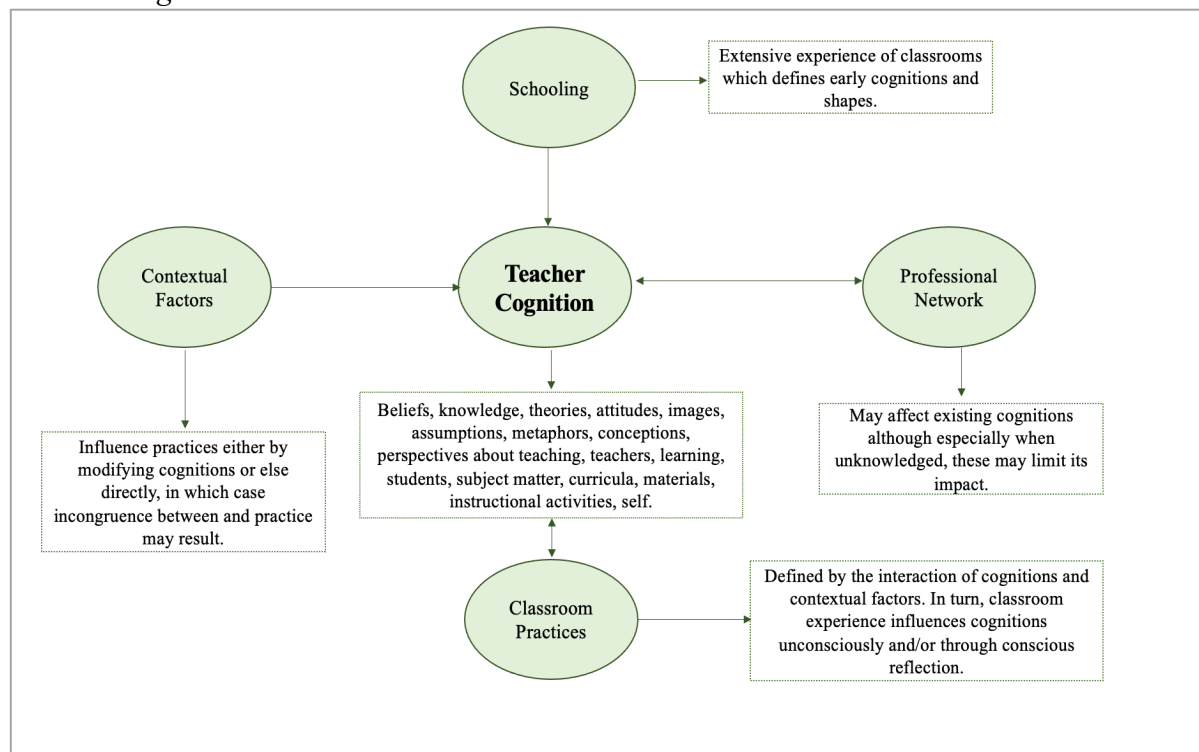 Schooling
Extensive experience of classrooms
which defines early cognitions and
shapes.
Contextual
Factors
Teacher
Cognition
Professional
Network
Influence practices either by
modifying cognitions or else
directly, in which case
incongruence between and practice
may result.
Beliefs, knowledge, theories, attitudes, images,
assumptions, metaphors, conceptions,
perspectives about teaching, teachers, learning,
students, subject matter, curricula, materials,
instructional activities, self.
May affect existing cognitions
although especially when
unknowledged, these may limit its
impact.
Classroom
Practices
Defined by the interaction of cognitions and
contextual factors. In turn, classroom
experience influences cognitions
unconsciously and/or through conscious
reflection.